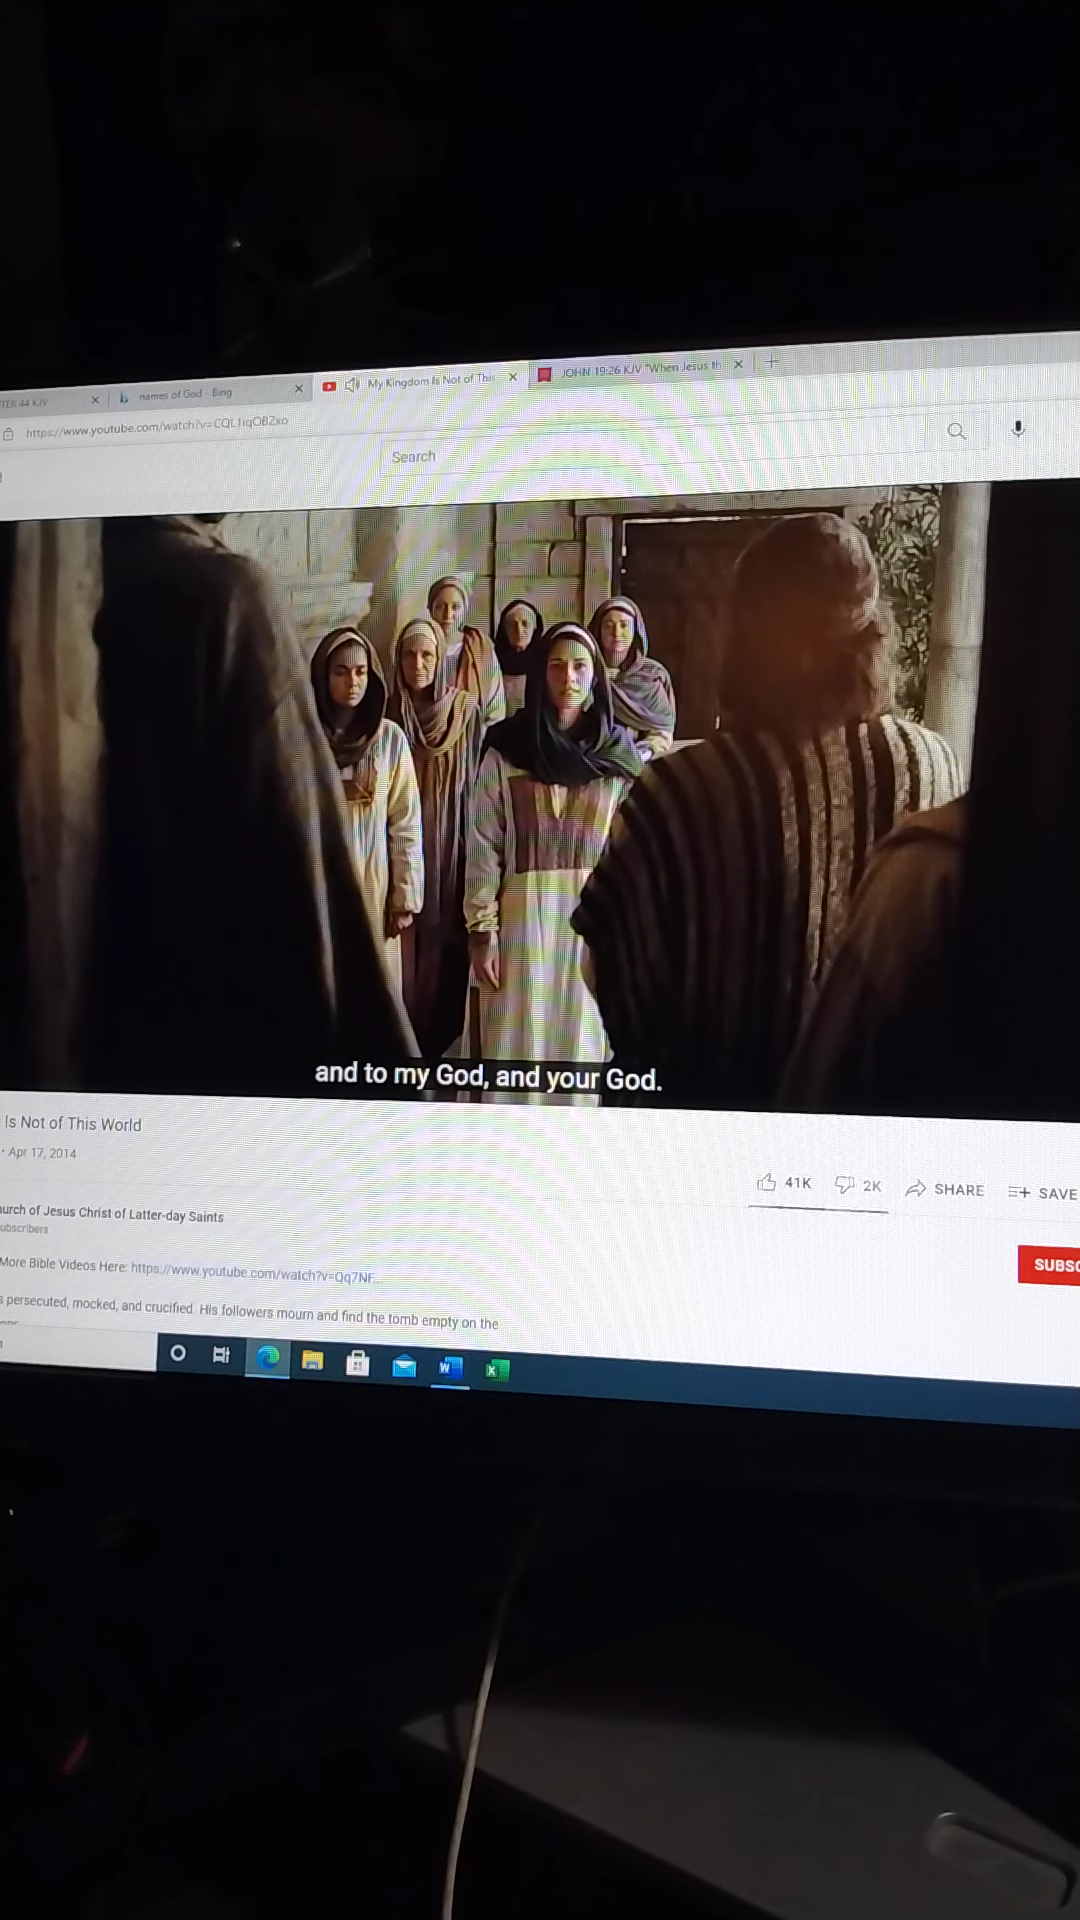 TER 44 KJV
names of God - Bing
My Kingdom Is Not of This
JOHN 19:26 KJV "When Jesus th
https://www.youtube.com/watch?v=CQL1iqOBZxo
Search
and to my God, and your God.
Is Not of This World
· Apr 17, 2014
41K
2K
SHARE
SAVE
urch of Jesus Christ of Latter-day Saints
ubscribers
SUBSC
More Bible Videos Here: https://www.youtube.com/watch?v=Qq7NF...
s persecuted, mocked, and crucified. His followers mourn and find the tomb empty on the